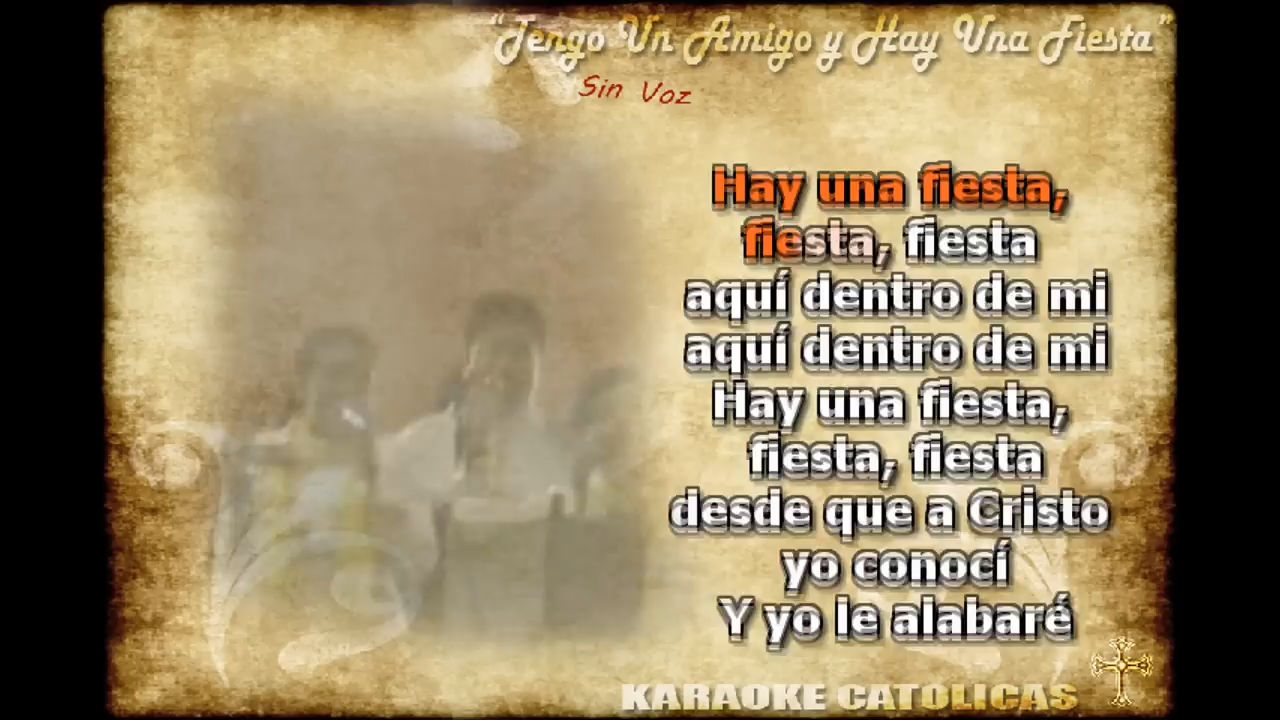 "Tengo Un Amigo y Hay Una Fiesta"
Sin Voz
Hay una fiesta,
fiesta, fiesta
aquí dentro de mi
aquí dentro de mi
Hay una fiesta,
fiesta, fiesta
desde que a Cristo
yo conocí
Y yo le alabaré
KARAOKE CATOLICAS